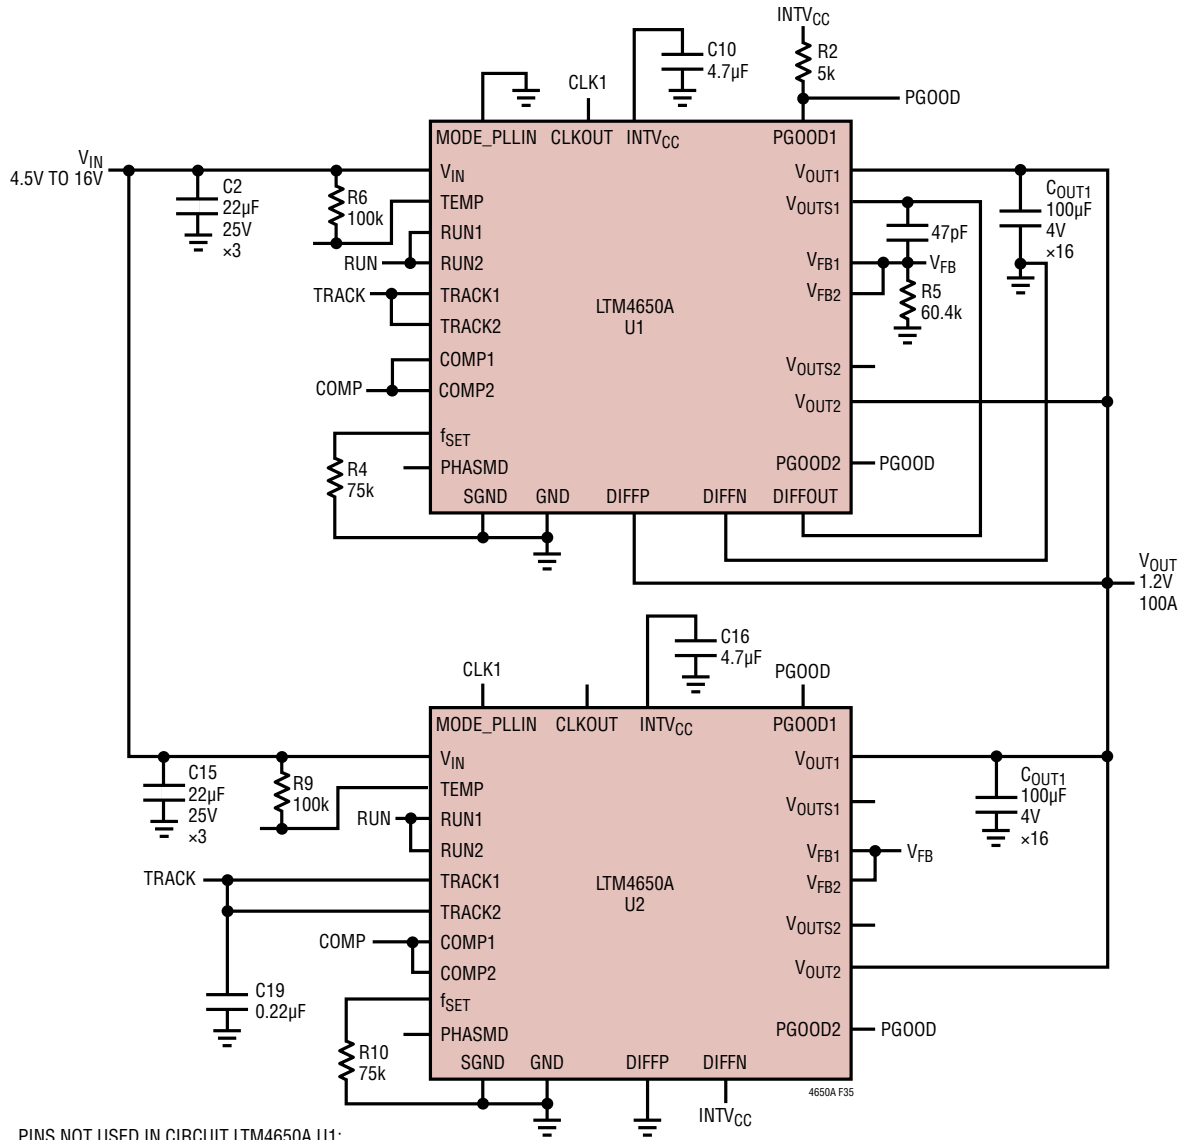 INTVCC
R2
5k
PGOOD
C10
4.7µF
CLK1
MODE_PLLIN
CLKOUT
INTVCC
PGOOD1
VIN
4.5V TO 16V
C2
22µF
25V
×3
R6
100k
VIN
TEMP
RUN1
RUN
RUN2
TRACK
TRACK1
TRACK2
COMP1
COMP
COMP2
fSET
R4
75k
PHASMD
SGND
GND
DIFFP
DIFFN
DIFFOUT
LTM4650A
U1
VOUT1
VOUTS1
47pF
VFB1
VFB
VFB2
R5
60.4k
VOUTS2
VOUT2
PGOOD2
PGOOD
COUT1
100µF
4V
×16
VOUT
1.2V
100A
C16
4.7µF
CLK1
PGOOD
MODE_PLLIN
CLKOUT
INTVCC
PGOOD1
C15
22µF
25V
×3
R9
100k
VIN
TEMP
RUN
RUN1
RUN2
TRACK
TRACK1
TRACK2
COMP
COMP1
COMP2
C19
0.22µF
fSET
R10
75k
PHASMD
SGND
GND
DIFFP
DIFFN
INTVCC
LTM4650A
U2
VOUT1
VOUTS1
VFB1
VFB
VFB2
VOUTS2
VOUT2
PGOOD2
PGOOD
COUT1
100µF
4V
×16
4650A F35
PINS NOT USED IN CIRCUIT LTM4650A U1: